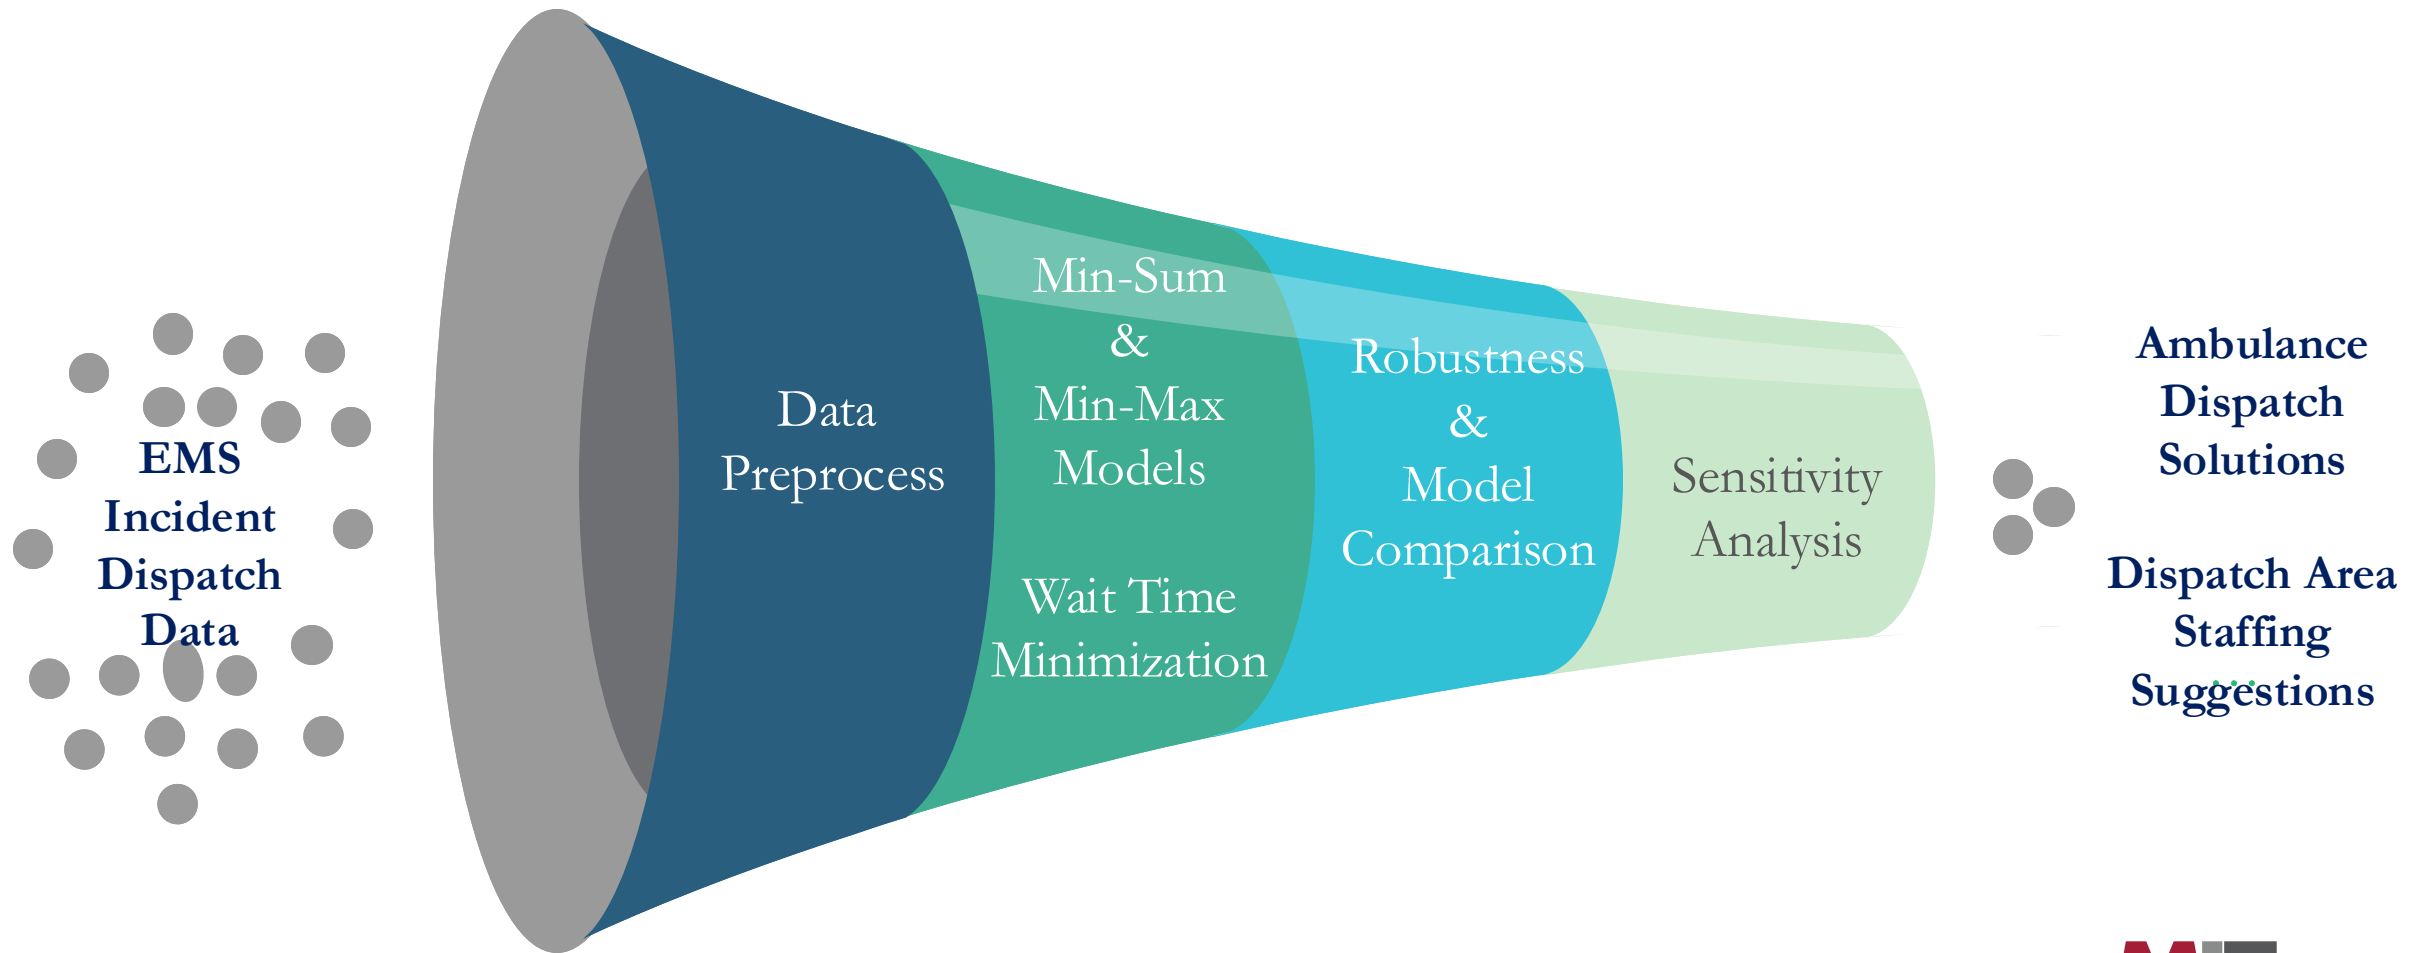 EMS
Incident
Dispatch
Data
Data
Preprocess
Min-Sum
&
Min-Max
Models
Wait Time
Minimization
Robustness
&
Model
Comparison
Sensitivity
Analysis
Ambulance
Dispatch
Solutions
Dispatch Area
Staffing
Suggestions